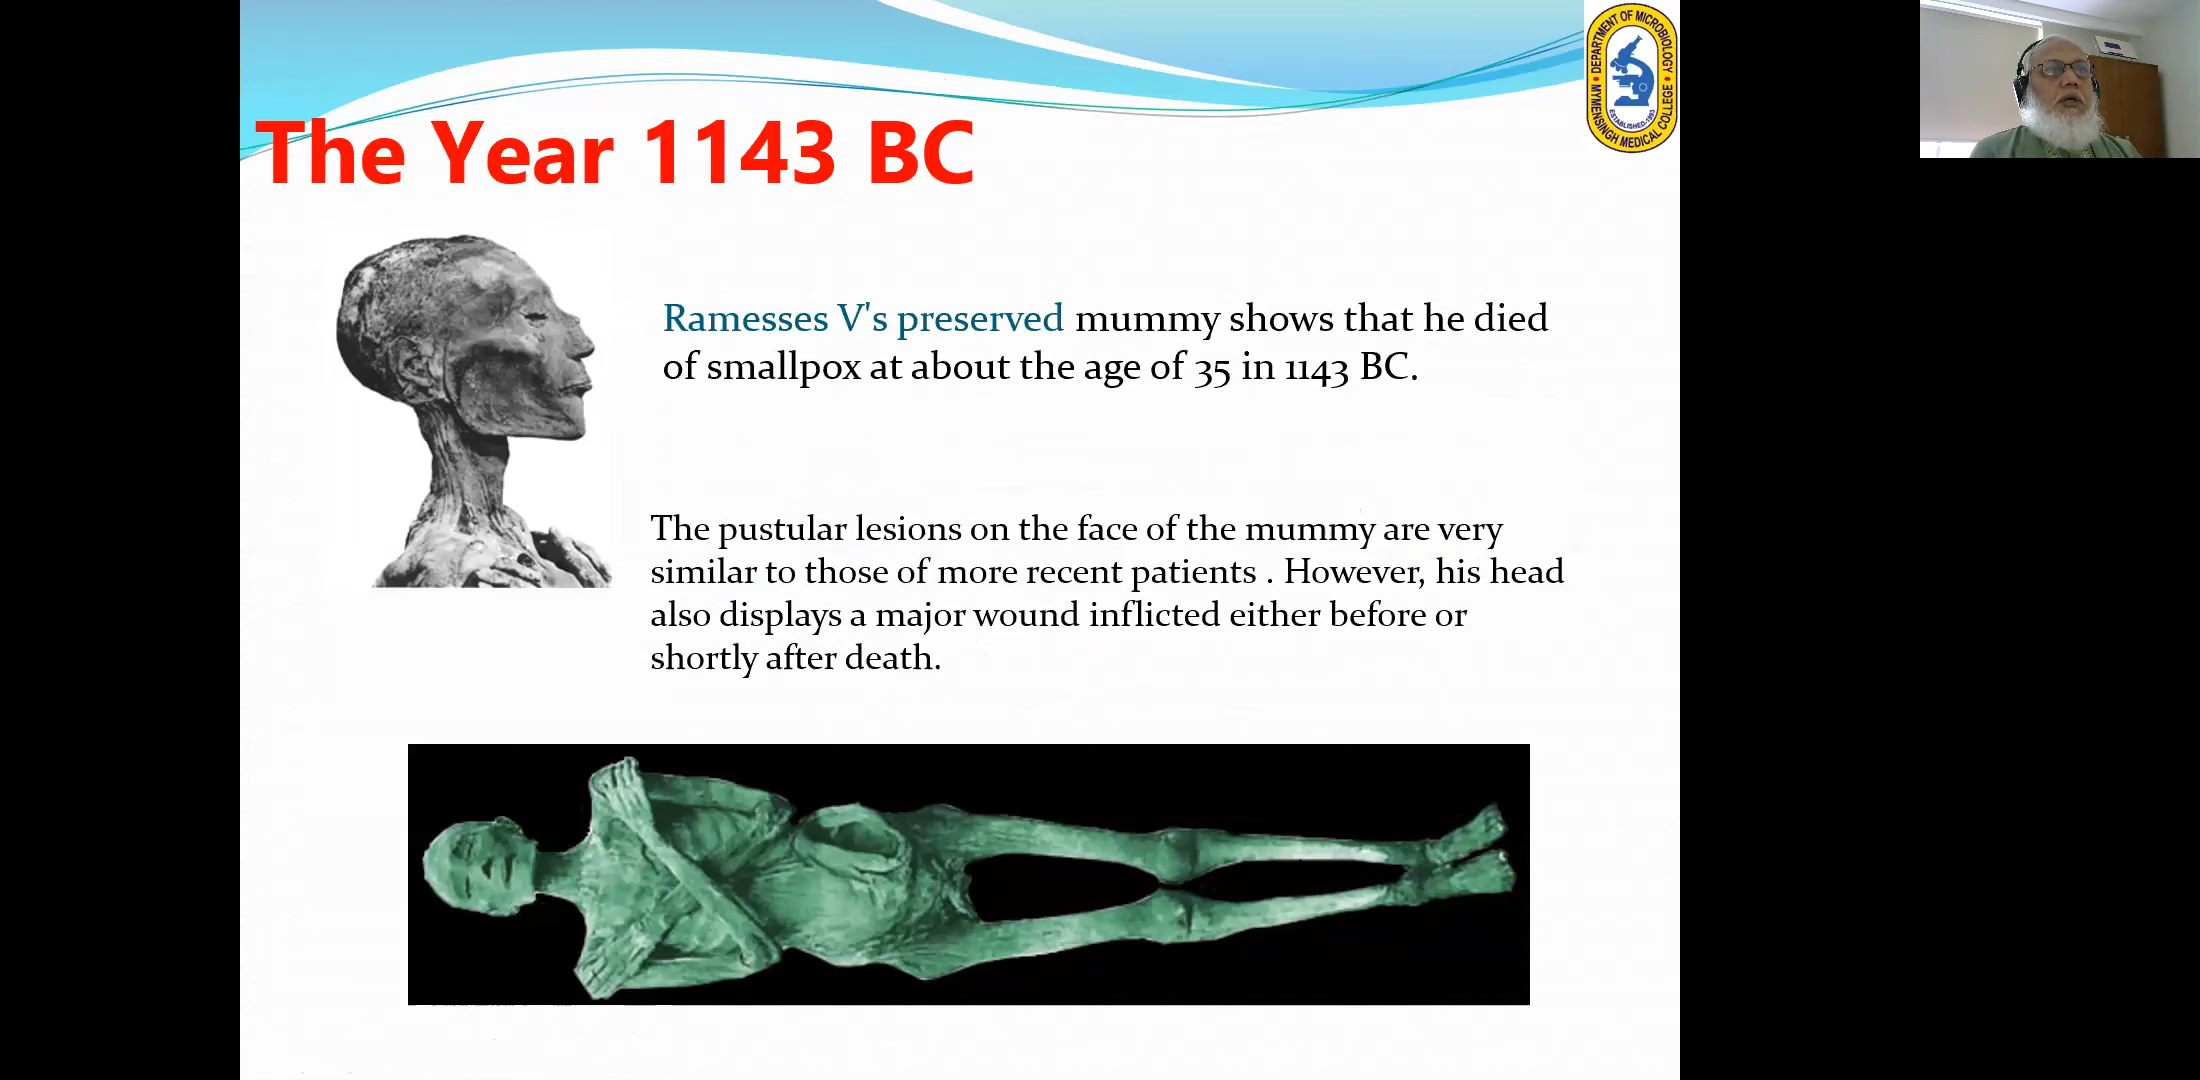 The Year 1143 BC
DEPARTMENT OF MICROBIOLOGY
MYMENSINGH MEDICAL COLLEGE
Ramesses V's preserved mummy shows that he died
of smallpox at about the age of 35 in 1143 BC.
The pustular lesions on the face of the mummy are very
similar to those of more recent patients . However, his head
also displays a major wound inflicted either before or
shortly after death.